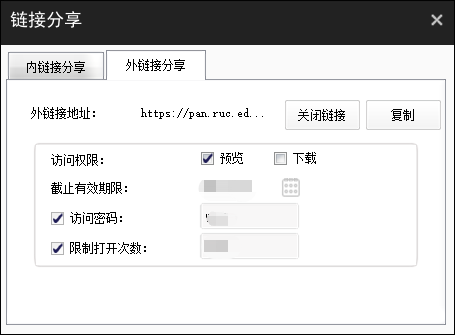 链接分享
内链接分享 外链接分享
外链接地址： https://pan.ruc.ed... 关闭链接 复制
访问权限： 预览 下载
截止有效期限：
访问密码：
限制打开次数：